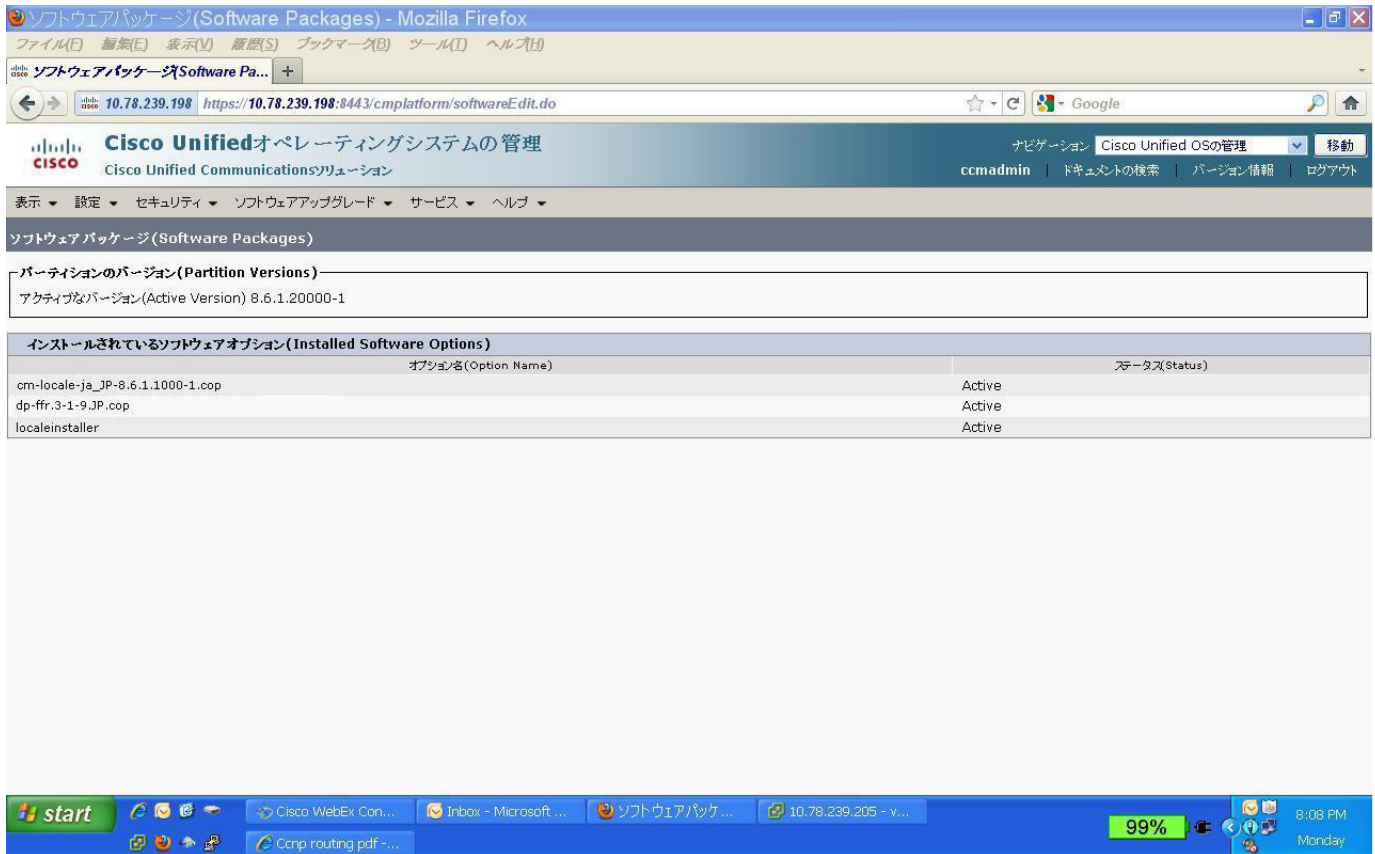 ソフトウェアパッケージ(Software Packages) - Mozilla Firefox
ファイル(F) 編集(E) 表示(V) 履歴(S) ブックマーク(B) ツール(T) ヘルプ(H)
ソフトウェアパッケージ(Software Pa... +
10.78.239.198 https://10.78.239.198:8443/cmplatform/softwareEdit.do Google
CISCO
Cisco Unifiedオペレーティングシステムの管理
Cisco Unified Communicationsソリューション
ナビゲーション Cisco Unified OSの管理 移動
ccmadmin | ドキュメントの検索 | バージョン情報 | ログアウト
表示 設定 セキュリティ ソフトウェアアップグレード サービス ヘルプ
ソフトウェアパッケージ(Software Packages)
パーティションのバージョン(Partition Versions)
アクティブなバージョン(Active Version) 8.6.1.20000-1
インストールされているソフトウェアオプション(Installed Software Options)
オプション名(Option Name) ステータス(Status)
cm-locale-ja_JP-8.6.1.1000-1.cop Active
dp-ffr.3-1-9.JP.cop Active
localeinstaller Active
start Cisco WebEx Con... Inbox - Microsoft ... ソフトウェアパッケ... 10.78.239.205 - v... 99% 8:08 PM
Ccnp routing pdf -... Monday